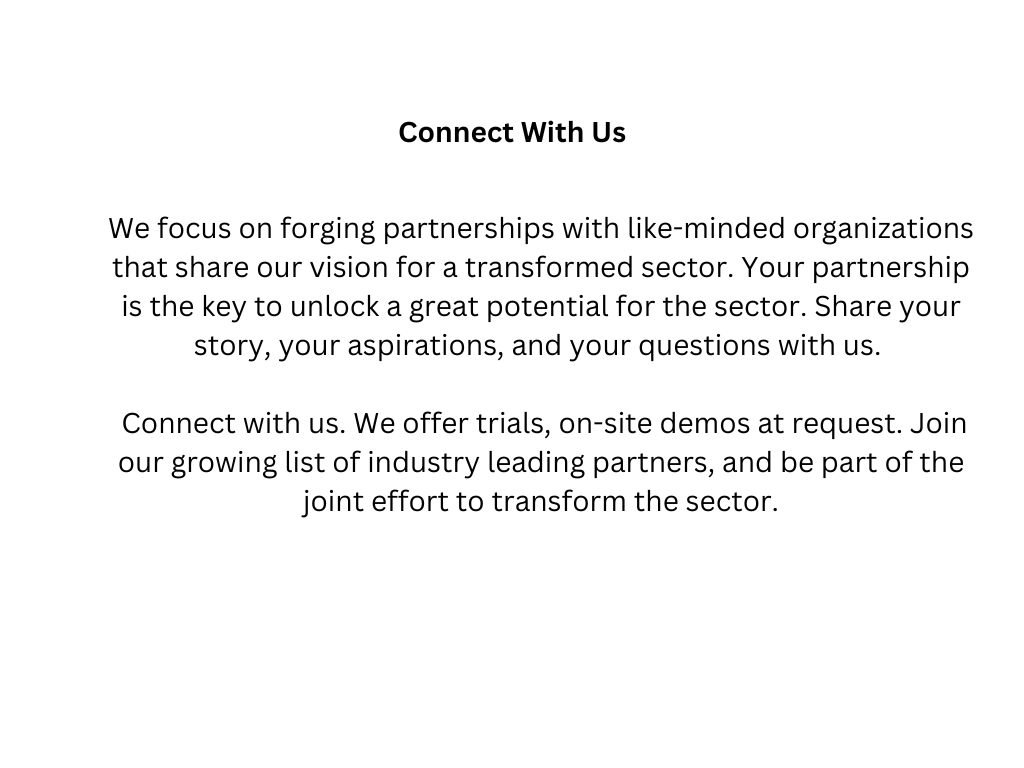 Connect With Us
We focus on forging partnerships with like-minded organizations
that share our vision for a transformed sector. Your partnership
is the key to unlock a great potential for the sector. Share your
story, your aspirations, and your questions with us.
Connect with us. We offer trials, on-site demos at request. Join
our growing list of industry leading partners, and be part of the
joint effort to transform the sector.